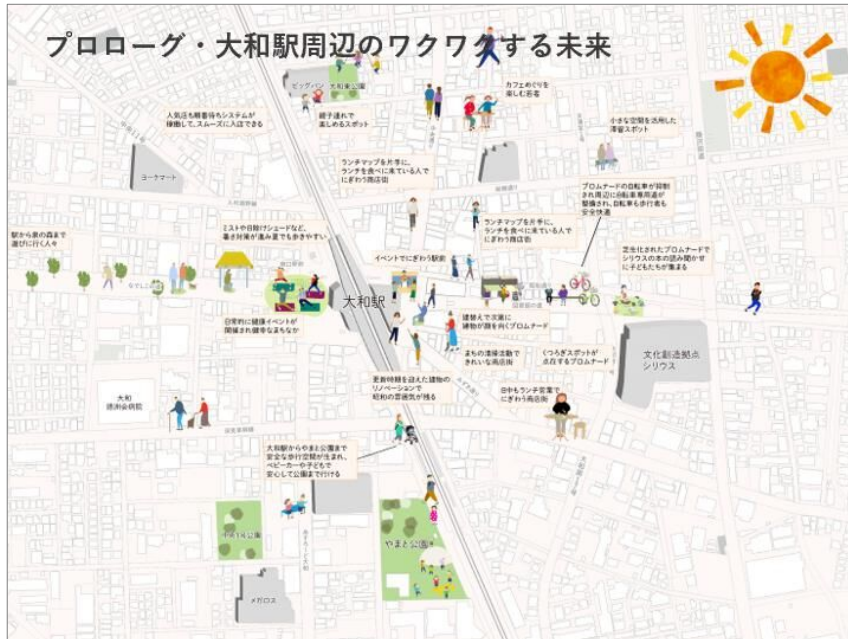 プロローグ・大和駅周辺のワクワクする未来
ビッグバン
大和東公園
親子連れで
楽しめるスポット
カフェめぐりを
楽しむ若者
人気店も順番待ちシステムが
稼働して、スムーズに入店できる
小さな空間を活用した
滞留スポット
ヨークマート
ランチマップを片手に、
ランチを食べに来ている人で
にぎわう商店街
プロムナードの自転車が抑制
され周辺に自転車専用道が
整備され、自転車も歩行者も
安全快適
ランチマップを片手に、
ランチを食べに来ている人で
にぎわう商店街
駅から泉の森まで
遊びに行く人々
ミストや日除けシェードなど、
暑さ対策が進み夏でも歩きやすい
イベントでにぎわう駅前
芝生化されたプロムナードで
シリウスの本の読み聞かせ
に子どもたちが集まる
大和駅
日常的に健康イベントが
開催され健幸なまちなか
建替えで次第に
建物が顔を向くプロムナード
まちの清掃活動で
きれいな商店街
くつろぎスポットが
点在するプロムナード
文化創造拠点
シリウス
更新時期を迎えた建物の
リノベーションで
昭和の雰囲気が残る
日中もランチ営業で
にぎわう商店街
大和
徳洲会病院
大和駅からやまと公園まで
安全な歩行空間が生まれ、
ベビーカーや子どもで
安心して公園まで行ける
やまと公園
メガロス